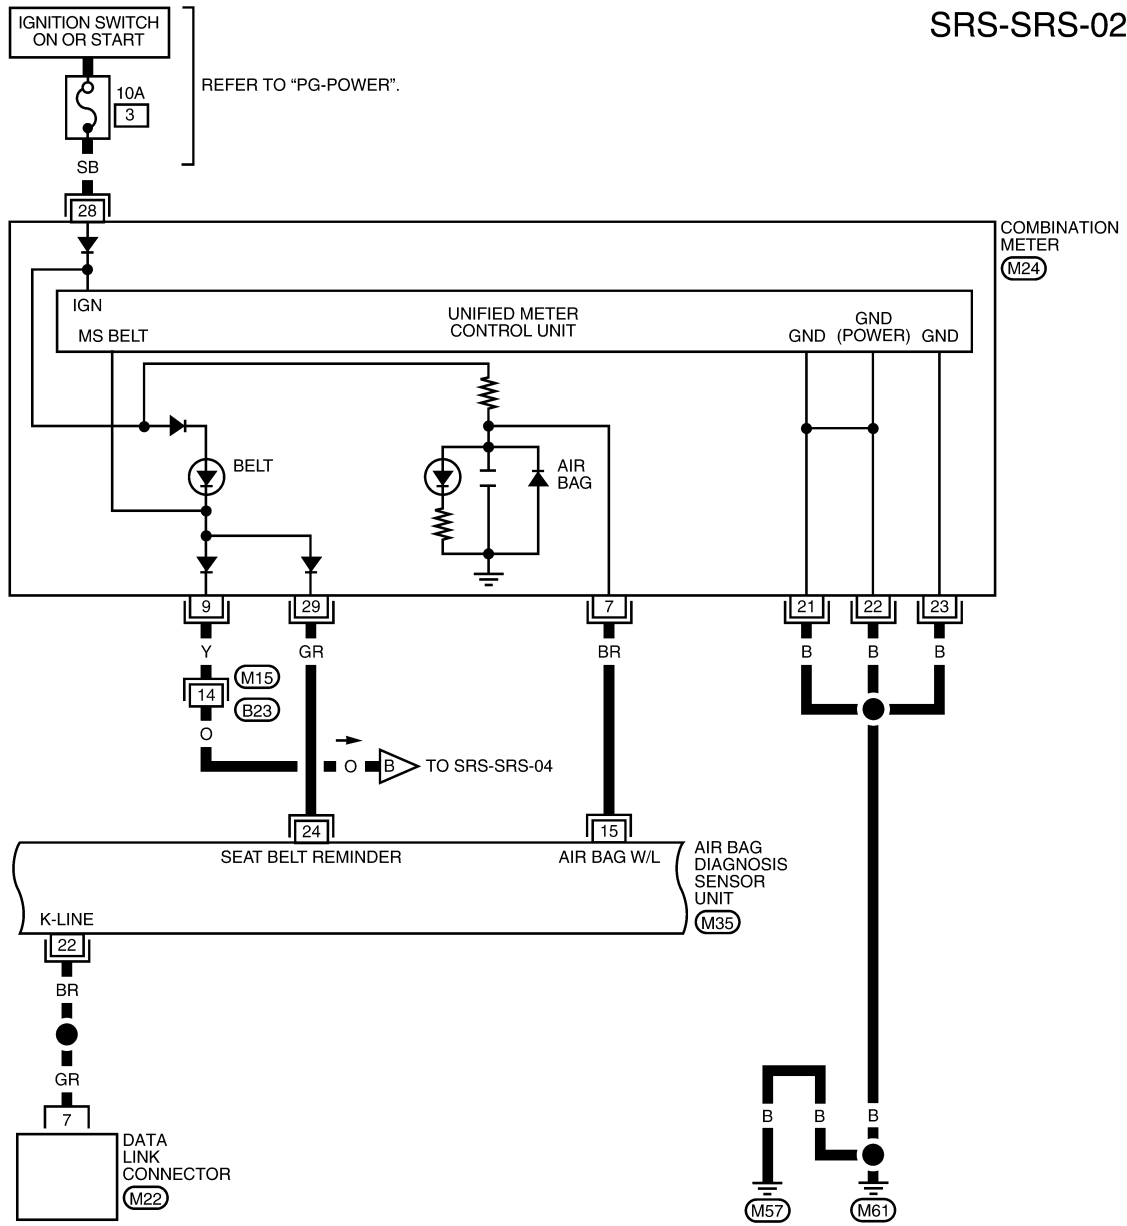 SRS-SRS-02
IGNITION SWITCH
ON OR START
10A
3
REFER TO “PG-POWER”.
SB
28
COMBINATION
METER
M24
IGN
MS BELT
UNIFIED METER
CONTROL UNIT
GND
GND
(POWER)
GND
BELT
AIR
BAG
9
29
7
21
22
23
Y
GR
BR
B
B
B
M15
14
B23
O
O
B
TO SRS-SRS-04
24
15
SEAT BELT REMINDER
AIR BAG W/L
AIR BAG
DIAGNOSIS
SENSOR
UNIT
M35
K-LINE
22
BR
GR
7
DATA
LINK
CONNECTOR
M22
B
B
B
M57
M61